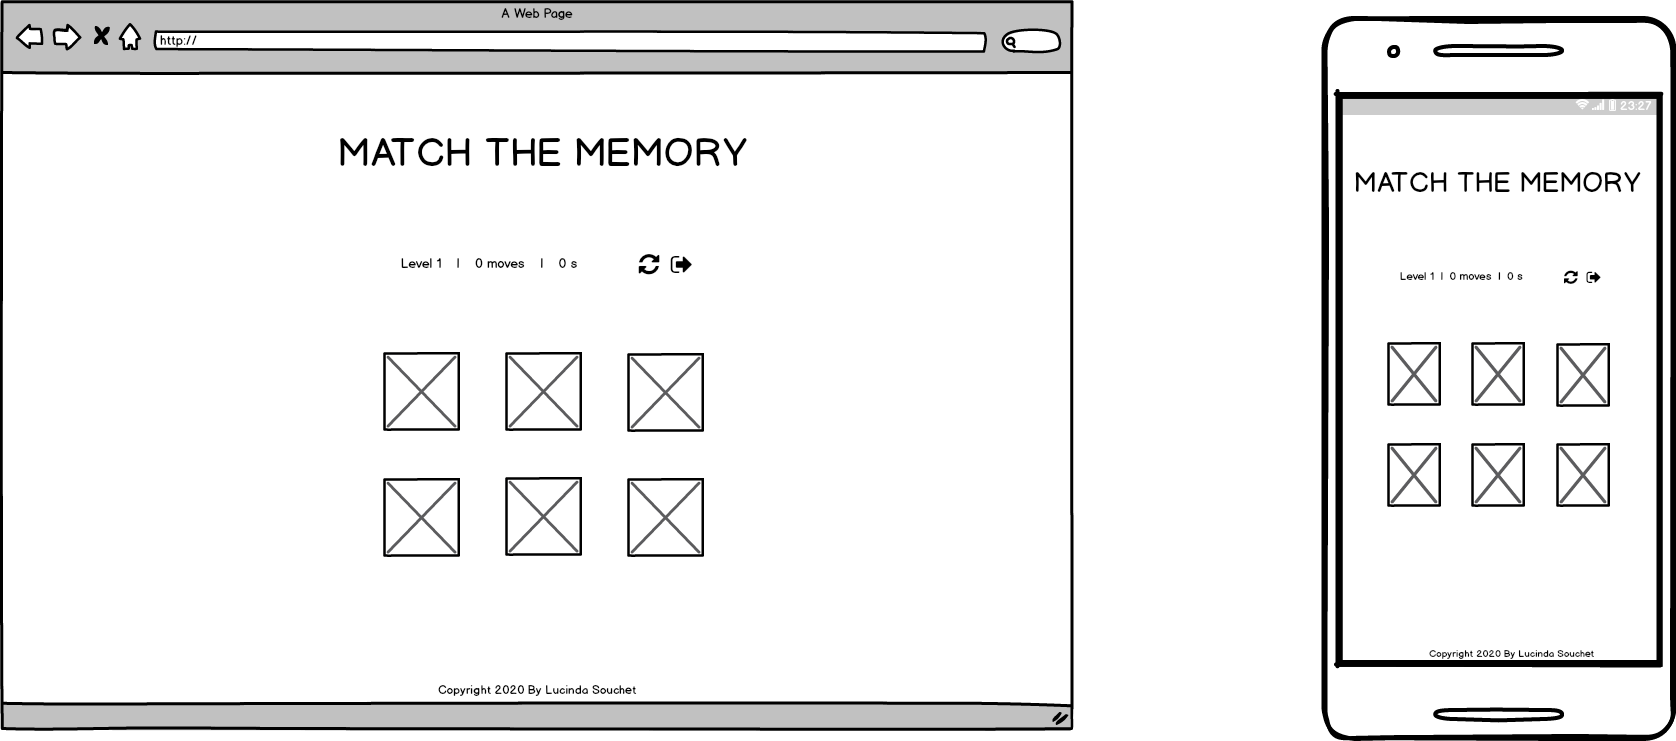 A Web Page
http://
MATCH THE MEMORY
Level 1 | 0 moves | 0 s
Copyright 2020 By Lucinda Souchet
23:27
MATCH THE MEMORY
Level 1 | 0 moves | 0 s
Copyright 2020 By Lucinda Souchet